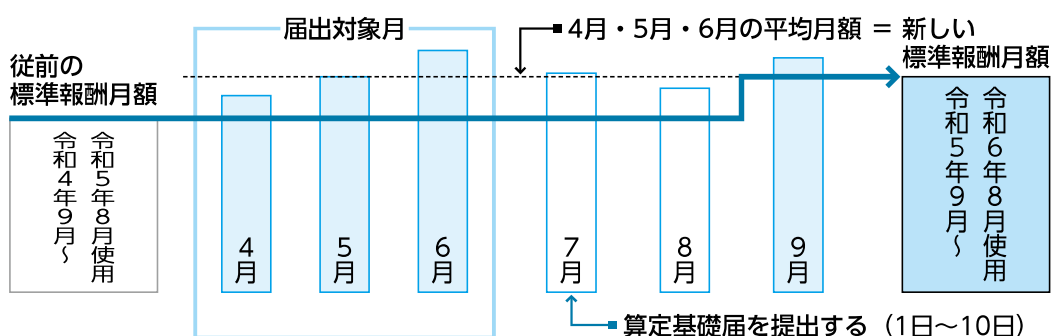 届出対象月
4月・5月・6月の平均月額 ＝ 新しい
標準報酬月額
従前の
標準報酬月額
令和4年9月～
令和5年8月使用
4月
5月
6月
7月
8月
9月
令和5年9月～
令和6年8月使用
算定基礎届を提出する（1日～10日）